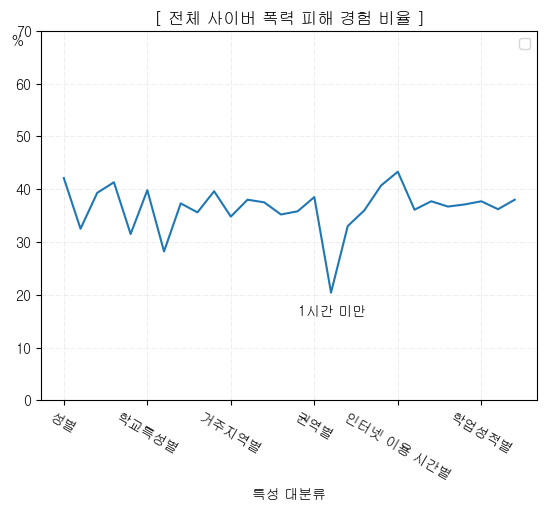 [ 전체 사이버 폭력 피해 경험 비율 ]
%
70
60
50
40
30
20
10
0
1시간 미만
성별
학교특성별
거주지역별
권역별
인터넷 이용 시간별
학업성적별
특성 대분류